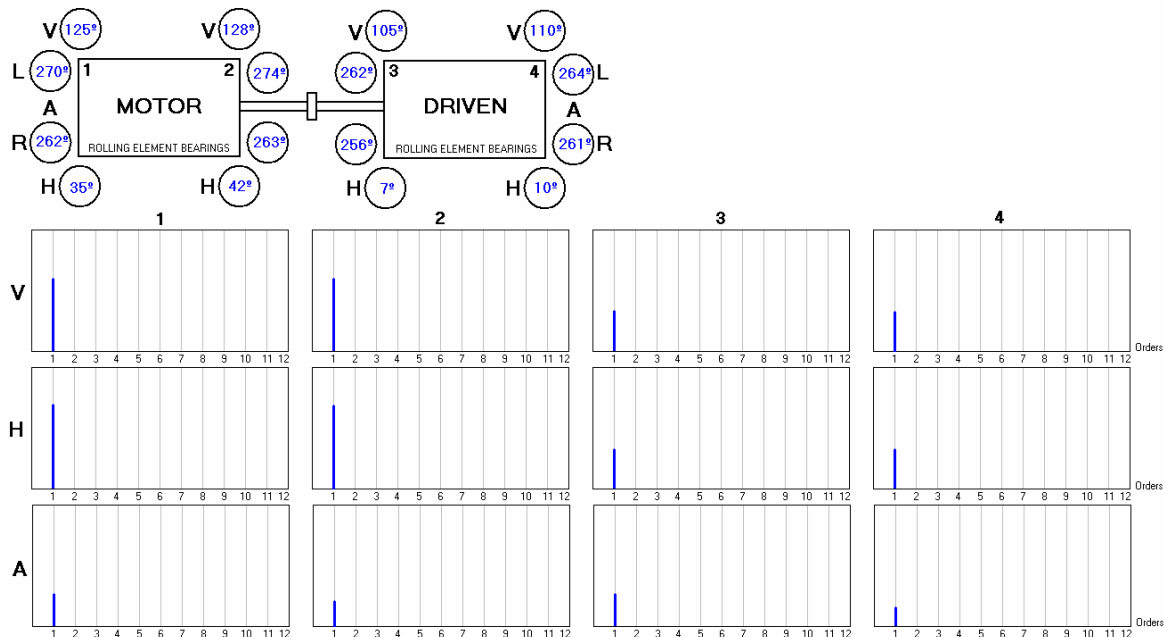 V 125º V 128º V 105º V 110º
L 270º 1 2 274º 262º 3 4 264º L
A MOTOR DRIVEN A
R 262º ROLLING ELEMENT BEARINGS 263º 256º ROLLING ELEMENT BEARINGS 261º R
H 35º H 42º H 7º H 10º
1 2 3 4
V
1 2 3 4 5 6 7 8 9 10 11 12 1 2 3 4 5 6 7 8 9 10 11 12 1 2 3 4 5 6 7 8 9 10 11 12 1 2 3 4 5 6 7 8 9 10 11 12 Orders
H
1 2 3 4 5 6 7 8 9 10 11 12 1 2 3 4 5 6 7 8 9 10 11 12 1 2 3 4 5 6 7 8 9 10 11 12 1 2 3 4 5 6 7 8 9 10 11 12 Orders
A
1 2 3 4 5 6 7 8 9 10 11 12 1 2 3 4 5 6 7 8 9 10 11 12 1 2 3 4 5 6 7 8 9 10 11 12 1 2 3 4 5 6 7 8 9 10 11 12 Orders